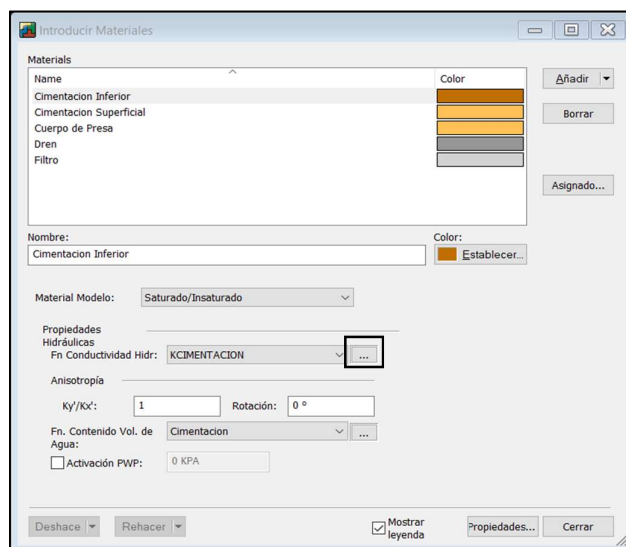 Introducir Materiales
Materials
Name Color
Cimentacion Inferior
Cimentacion Superficial
Cuerpo de Presa
Dren
Filtro
Añadir
Borrar
Asignado...
Nombre: Color:
Cimentacion Inferior Establecer...
Material Modelo: Saturado/Insaturado
Propiedades
Hidráulicas
Fn Conductividad Hidr: KCIMENTACION ...
Anisotropía
Ky'/Kx': 1 Rotación: 0 º
Fn. Contenido Vol. de Cimentacion ...
Agua:
Activación PWP: 0 KPA
Deshace Rehacer Mostrar
leyenda Propiedades... Cerrar